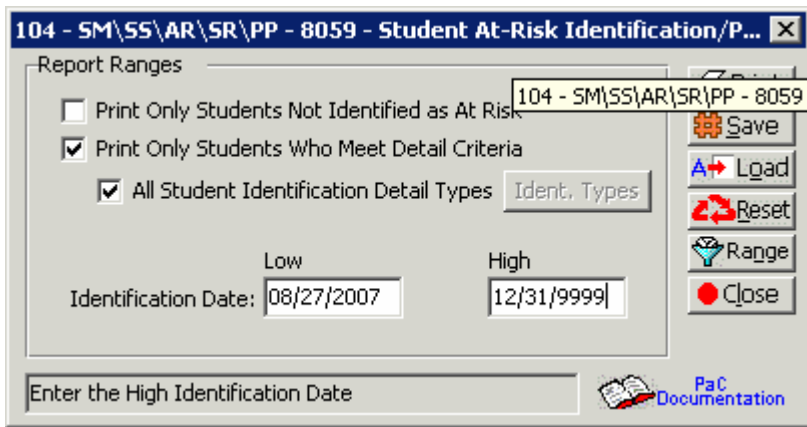 104 - SM\SS\AR\SR\PP - 8059 - Student At-Risk Identification/P...
Report Ranges
Print Only Students Not Identified as At Risk
104 - SM\SS\AR\SR\PP - 8059
Save
Print Only Students Who Meet Detail Criteria
Load
All Student Identification Detail Types
Ident. Types
Reset
Low
High
Range
Identification Date:
08/27/2007
12/31/9999
Close
Enter the High Identification Date
PaC
Documentation